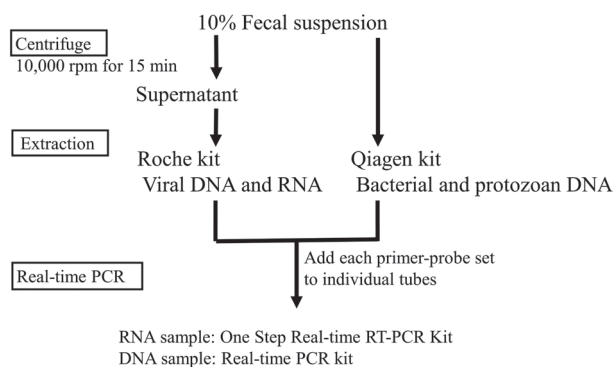 10% Fecal suspension
Centrifuge
10,000 rpm for 15 min
Supernatant
Extraction
Roche kit
Viral DNA and RNA
Qiagen kit
Bacterial and protozoan DNA
Real-time PCR
Add each primer-probe set
to individual tubes
RNA sample: One Step Real-time RT-PCR Kit
DNA sample: Real-time PCR kit